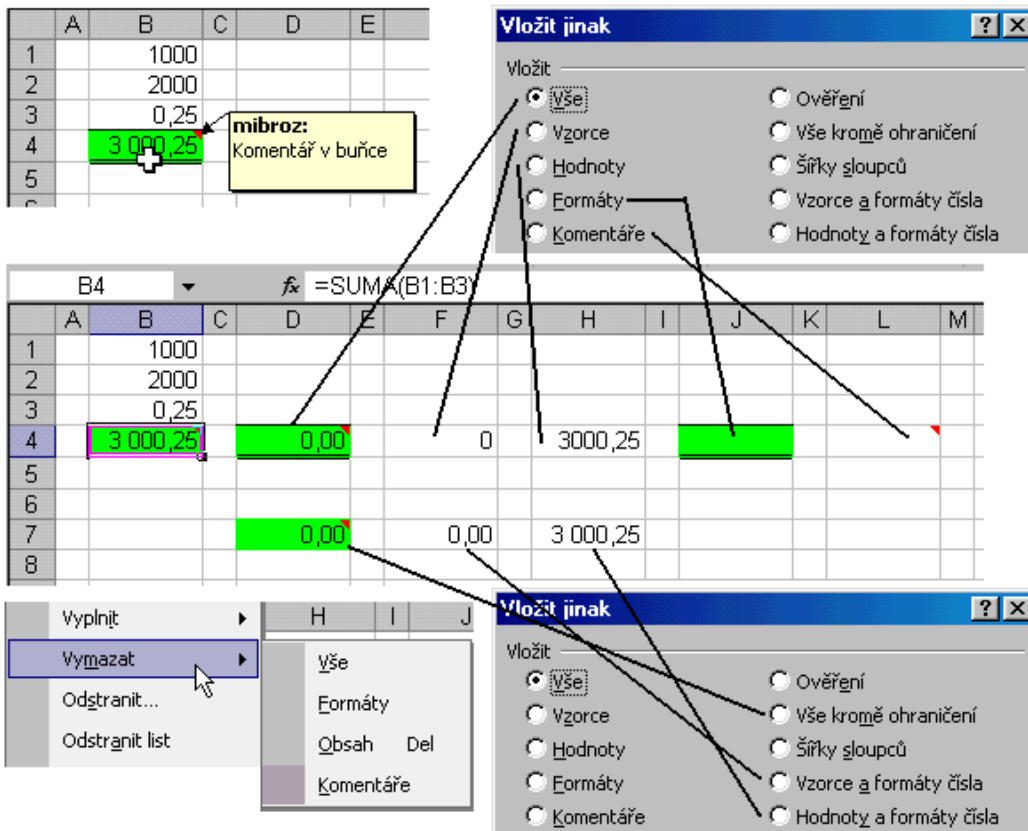 A B C D E
1 1000
2 2000
3 0,25
4 3 000,25
5
mibroz:
Komentář v buňce
Vložit jinak
Vložit
Vše Ověření
Vzorce Vše kromě ohraničení
Hodnoty Šířky sloupců
Formáty Vzorce a formáty čísla
Komentáře Hodnoty a formáty čísla
B4 fx =SUMA(B1:B3)
A B C D E F G H I J K L M
1 1000
2 2000
3 0,25
4 3 000,25 0,00 0 3000,25
5
6
7 0,00 0,00 3 000,25
8
Vyplnit
Vymazat
Odstranit...
Odstranit list
H I J
Vše
Formáty
Obsah Del
Komentáře
Vložit jinak
Vložit
Vše Ověření
Vzorce Vše kromě ohraničení
Hodnoty Šířky sloupců
Formáty Vzorce a formáty čísla
Komentáře Hodnoty a formáty čísla